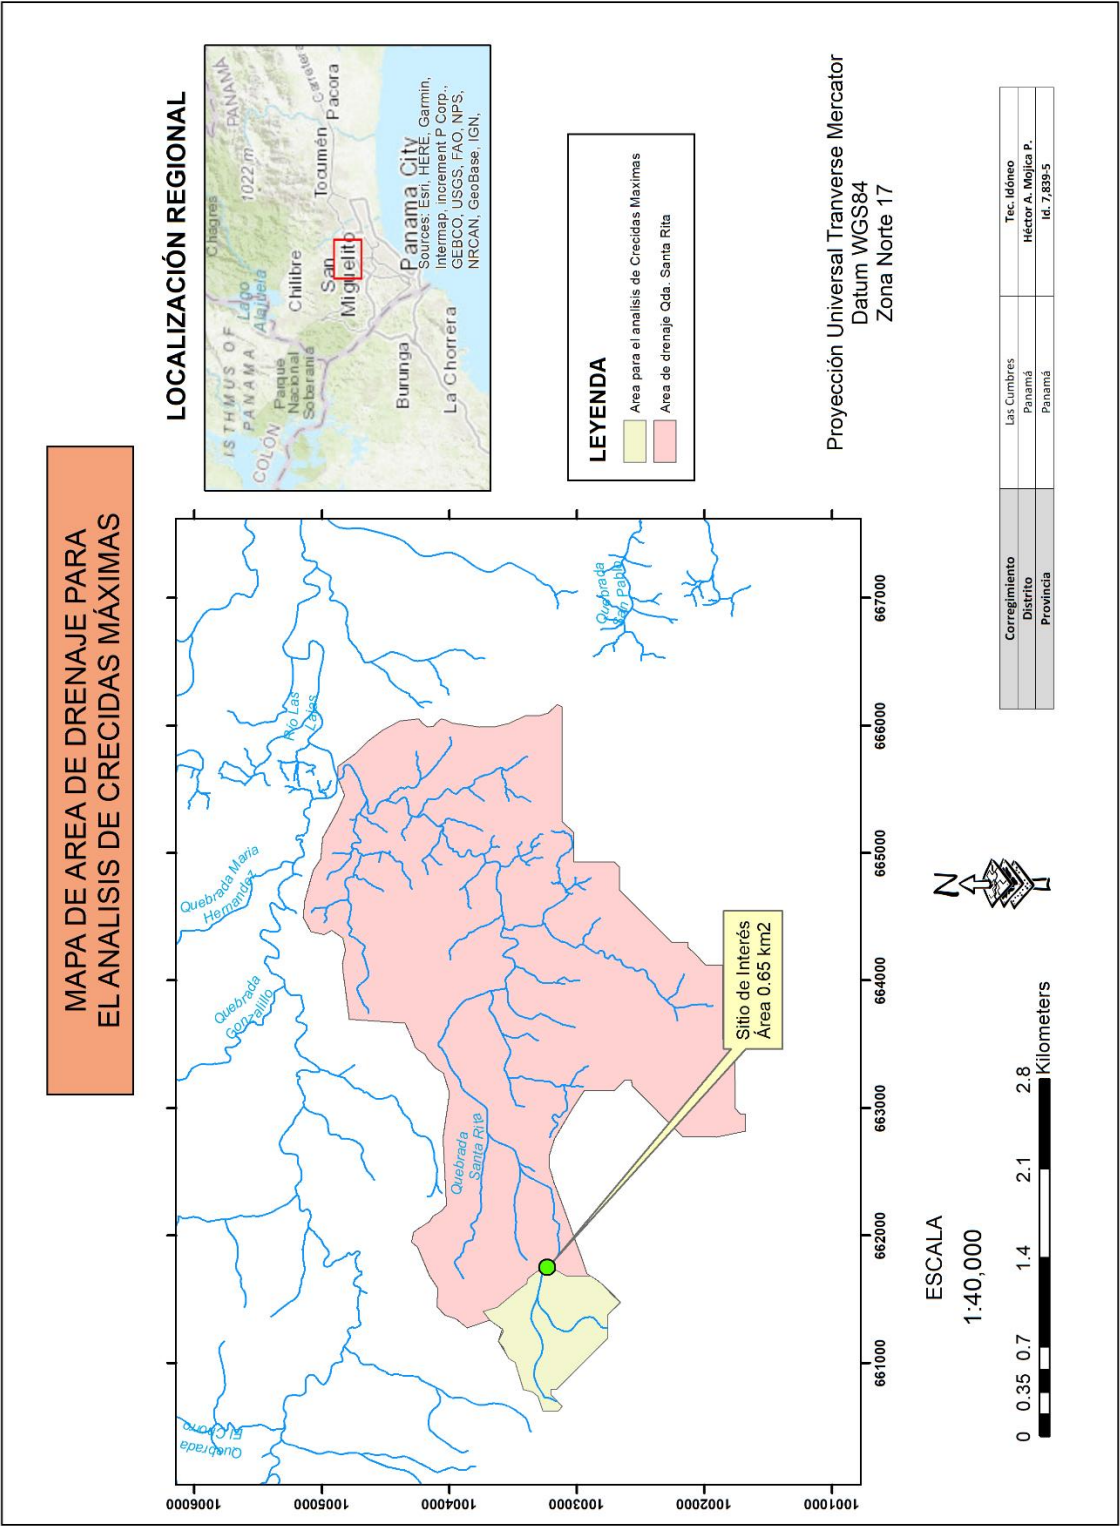 MAPA DE AREA DE DRENAJE PARA
EL ANALISIS DE CRECIDAS MÁXIMAS
1006000
1005000
1004000
1003000
1002000
1001000
661000
662000
663000
664000
665000
666000
667000
Quebrada
El Chorro
Quebrada
Gonzalillo
Quebrada Maria
Hernandez
Río Las
Lajas
Quebrada
San Pablo
Quebrada
Santa Rita
Sitio de Interés
Área 0.65 km2
LOCALIZACIÓN REGIONAL
ISTHMUS OF
PANAMA
COLÓN
Chagres
Lago
Alajuela
1022 m
PANAMÁ
Parque
Nacional
Soberanía
Chilibre
San
Miguelito
Tocumén
Pacora
Carretera
Burunga
La Chorrera
Panama City
Sources: Esri, HERE, Garmin,
Intermap, increment P Corp.,
GEBCO, USGS, FAO, NPS,
NRCAN, GeoBase, IGN,
LEYENDA
Area para el analisis de Crecidas Maximas
Area de drenaje Qda. Santa Rita
Proyección Universal Tranverse Mercator
Datum WGS84
Zona Norte 17
ESCALA
1:40,000
0 0.35 0.7 1.4 2.1 2.8
Kilometers
N
Corregimiento Las Cumbres Tec. Idóneo
Distrito Panamá Héctor A. Mojica P.
Provincia Panamá Id. 7,839-5